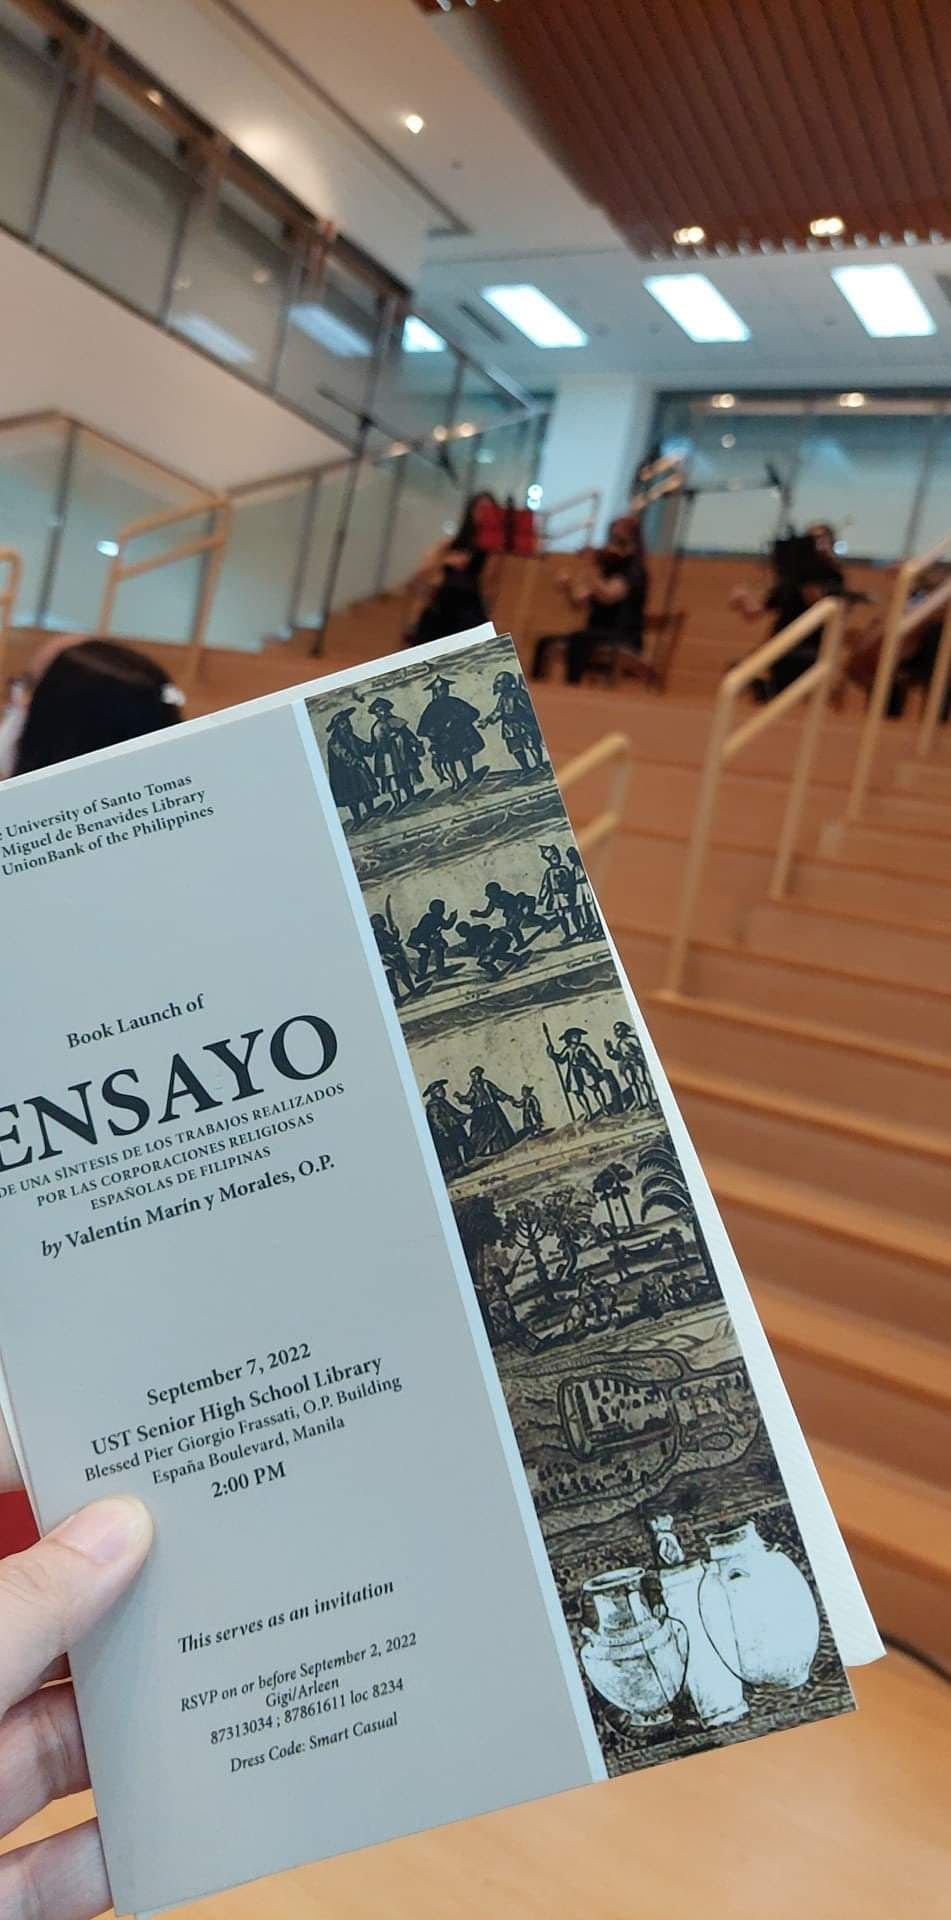 : University of Santo Tomas
Miguel de Benavides Library
UnionBank of the Philippines
Book Launch of
ENSAYO
DE UNA SÍNTESIS DE LOS TRABAJOS REALIZADOS
POR LAS CORPORACIONES RELIGIOSAS
ESPAÑOLAS DE FILIPINAS
by Valentín Marín y Morales, O.P.
September 7, 2022
UST Senior High School Library
Blessed Pier Giorgio Frassati, O.P. Building
España Boulevard, Manila
2:00 PM
This serves as an invitation
RSVP on or before September 2, 2022
Gigi/Arleen
87313034 ; 87861611 loc 8234
Dress Code: Smart Casual